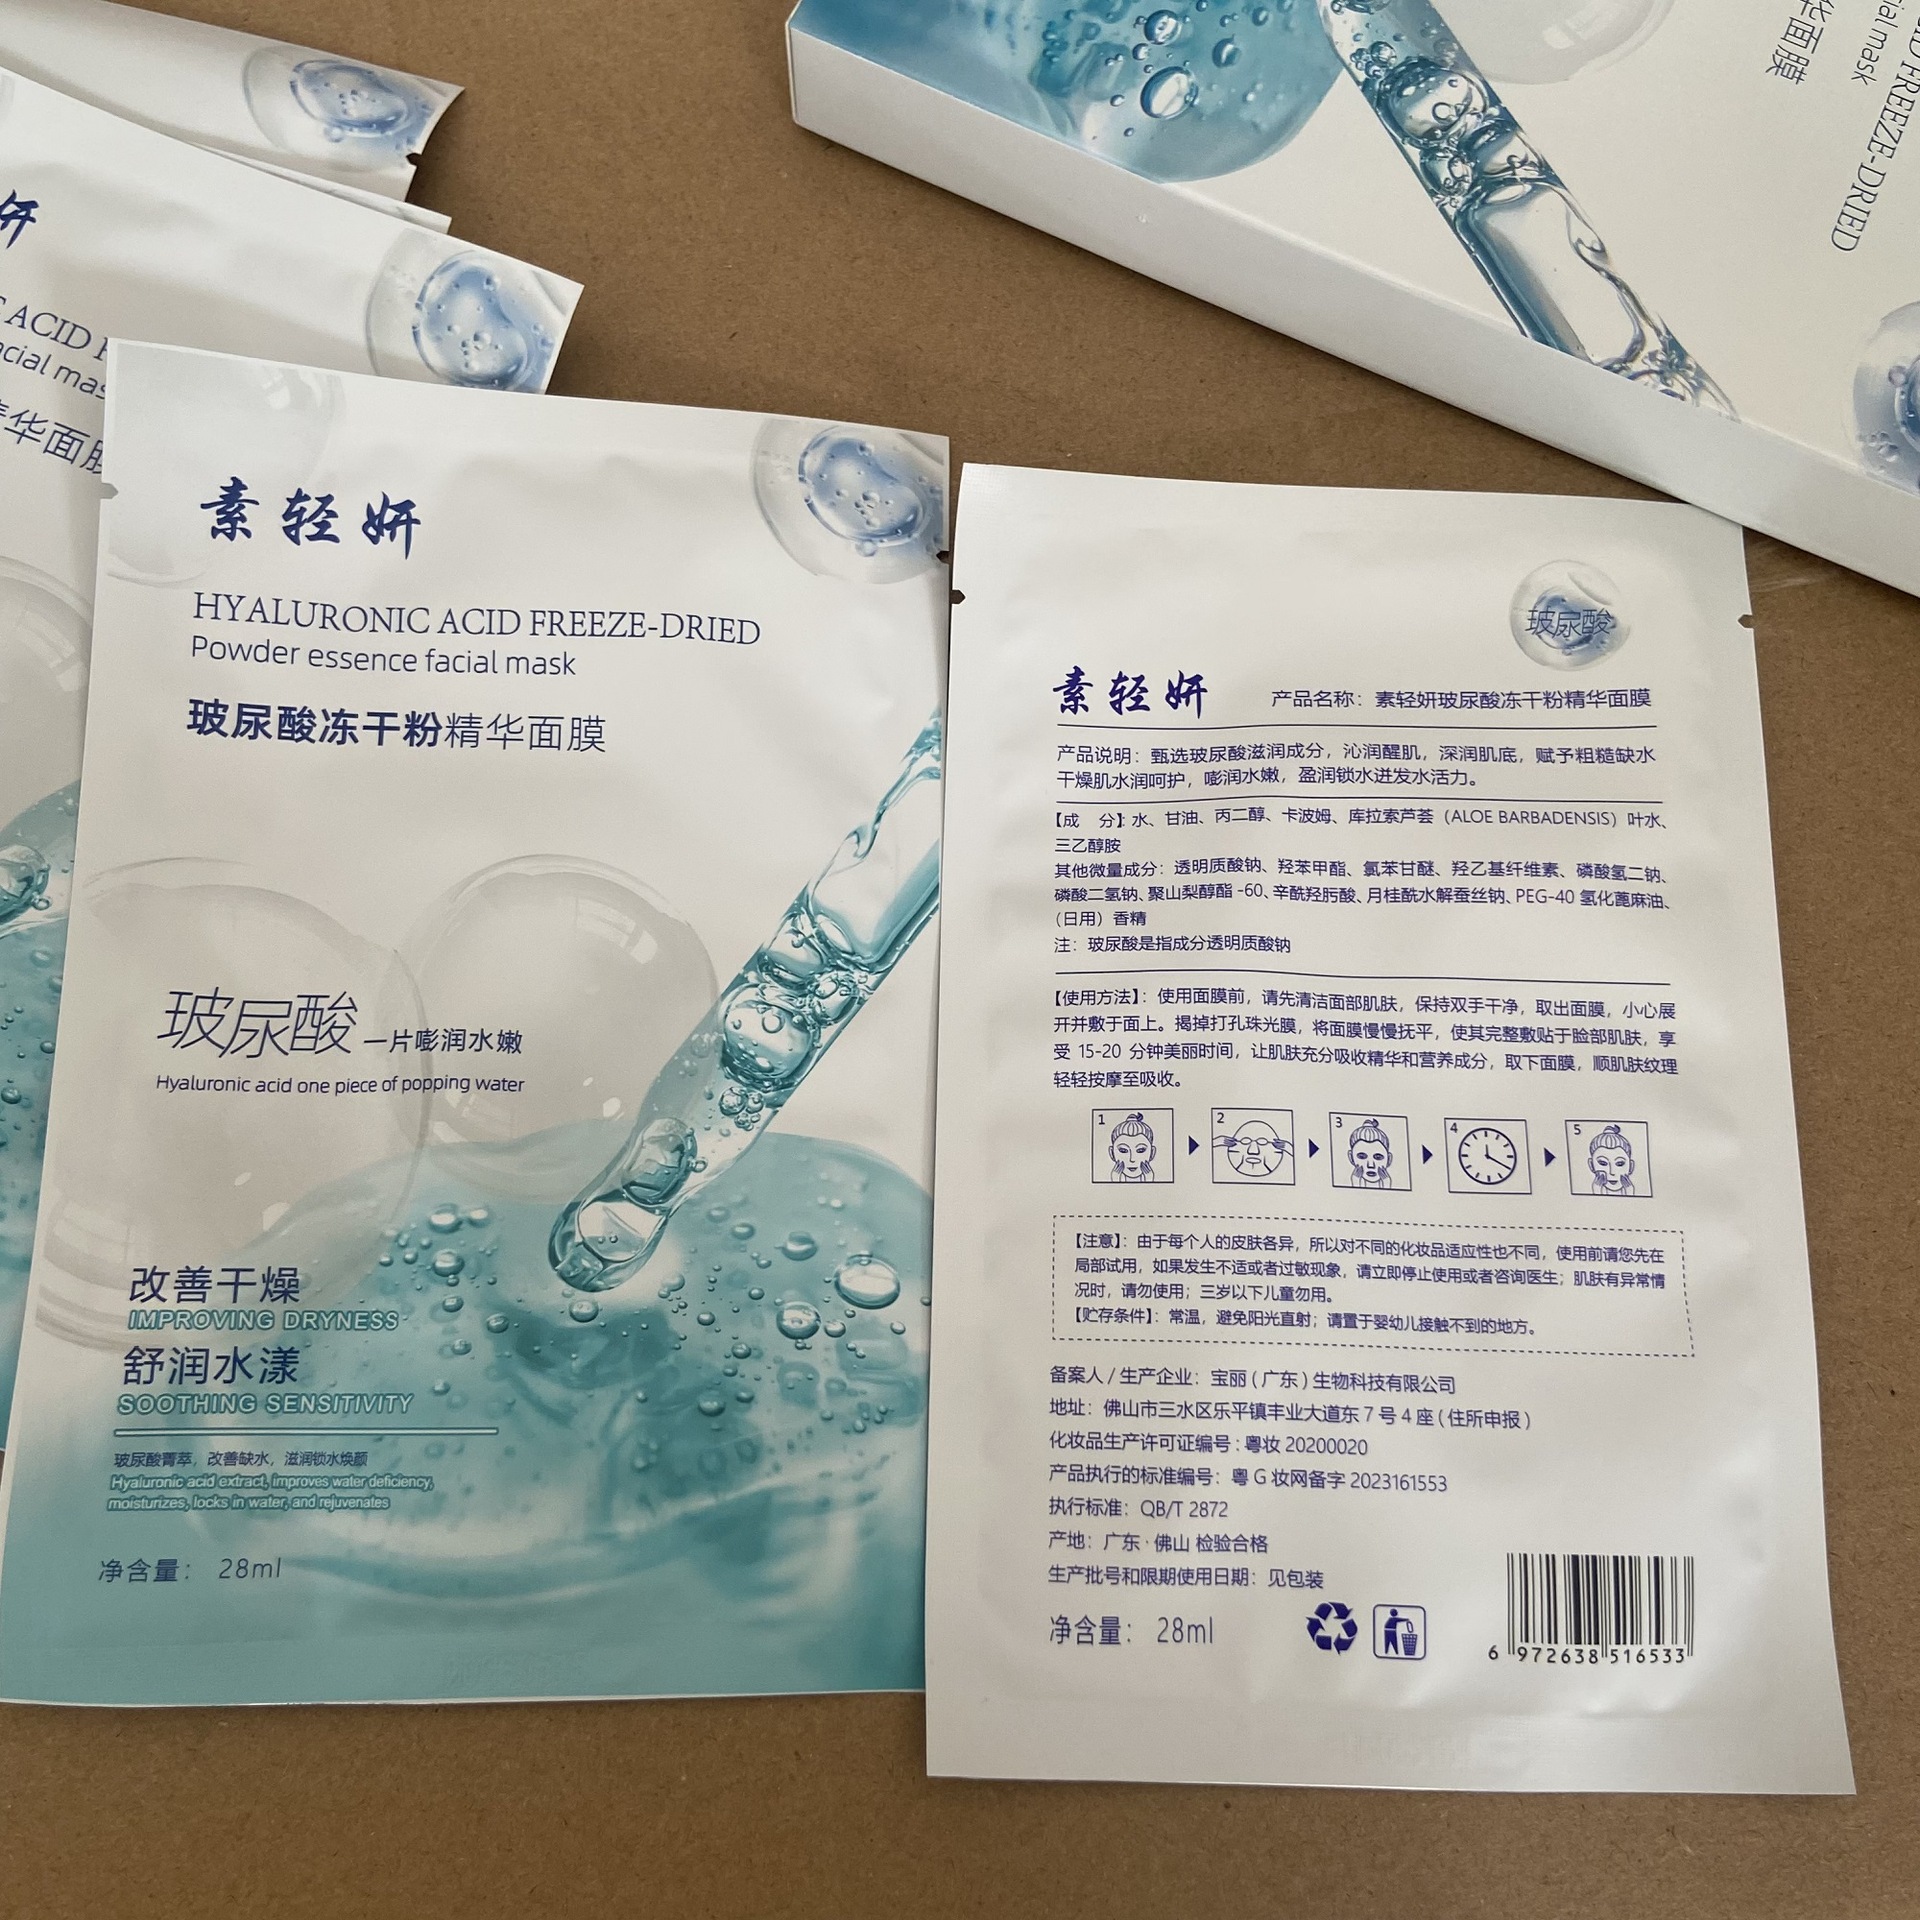 素轻妍
HYALURONIC ACID FREEZE-DRIED
Powder essence facial mask
玻尿酸冻干粉精华面膜
玻尿酸 一片嘭润水嫩
Hyaluronic acid one piece of popping water
改善干燥
IMPROVING DRYNESS
舒润水漾
SOOTHING SENSITIVITY
玻尿酸菁萃，改善缺水，滋润锁水焕颜
Hyaluronic acid extract, improves water deficiency,
moisturizes, locks in water, and rejuvenates
净含量： 28ml
玻尿酸
素轻妍 产品名称：素轻妍玻尿酸冻干粉精华面膜
产品说明：甄选玻尿酸滋润成分，沁润醒肌，深润肌底，赋予粗糙缺水
干燥肌水润呵护，嘭润水嫩，盈润锁水迸发水活力。
【成 分】：水、甘油、丙二醇、卡波姆、库拉索芦荟（ALOE BARBADENSIS）叶水、
三乙醇胺
其他微量成分：透明质酸钠、羟苯甲酯、氯苯甘醚、羟乙基纤维素、磷酸氢二钠、
磷酸二氢钠、聚山梨醇酯-60、辛酰羟肟酸、月桂酰水解蚕丝钠、PEG-40 氢化蓖麻油、
（日用）香精
注：玻尿酸是指成分透明质酸钠
【使用方法】：使用面膜前，请先清洁面部肌肤，保持双手干净，取出面膜，小心展
开并敷于面上。揭掉打孔珠光膜，将面膜慢慢抚平，使其完整敷贴于脸部肌肤，享
受 15-20 分钟美丽时间，让肌肤充分吸收精华和营养成分，取下面膜，顺肌肤纹理
轻轻按摩至吸收。
1 2 3 4 5
【注意】：由于每个人的皮肤各异，所以对不同的化妆品适应性也不同，使用前请您先在
局部试用，如果发生不适或者过敏现象，请立即停止使用或者咨询医生；肌肤有异常情
况时，请勿使用；三岁以下儿童勿用。
【贮存条件】：常温，避免阳光直射；请置于婴幼儿接触不到的地方。
备案人 / 生产企业：宝丽（广东）生物科技有限公司
地址：佛山市三水区乐平镇丰业大道东 7 号 4 座（住所申报）
化妆品生产许可证编号：粤妆 20200020
产品执行的标准编号：粤 G 妆网备字 2023161553
执行标准：QB/T 2872
产地：广东·佛山 检验合格
生产批号和限期使用日期：见包装
净含量： 28ml
6 972638 516533
妍
ACID
facial mask
华面膜
FREEZE-DRIED
ial mask
华面膜